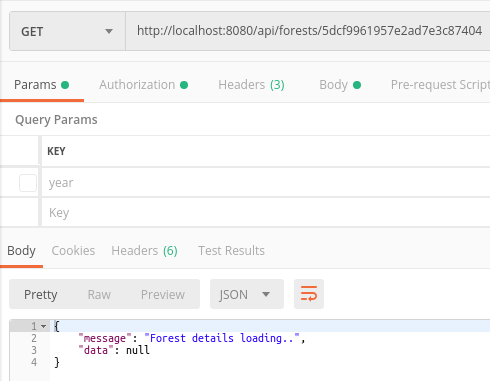 GET http://localhost:8080/api/forests/5dcf9961957e2ad7e3c87404
Params Authorization Headers (3) Body Pre-request Script
Query Params
KEY
year
Key
Body Cookies Headers (6) Test Results
Pretty Raw Preview JSON
1 {
2 "message": "Forest details loading..",
3 "data": null
4 }